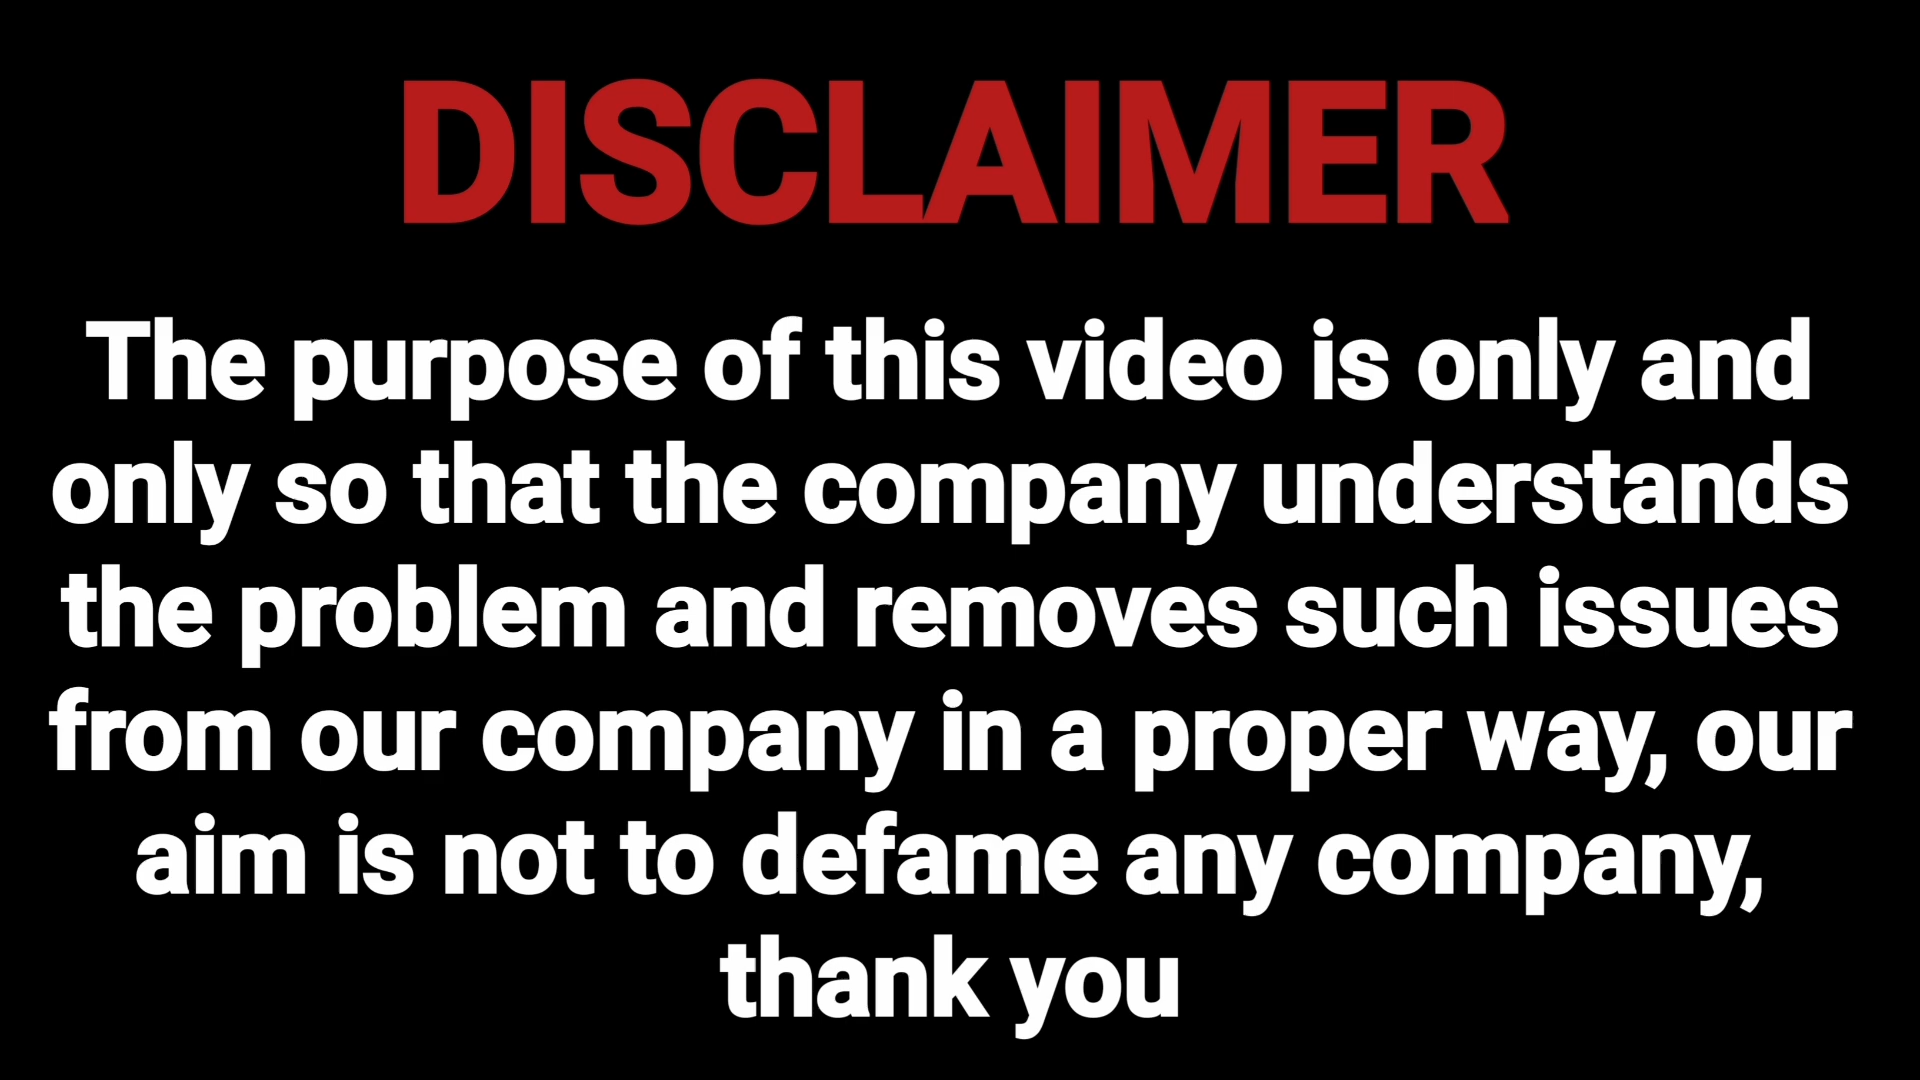 DISCLAIMER
The purpose of this video is only and
only so that the company understands
the problem and removes such issues
from our company in a proper way, our
aim is not to defame any company,
thank you